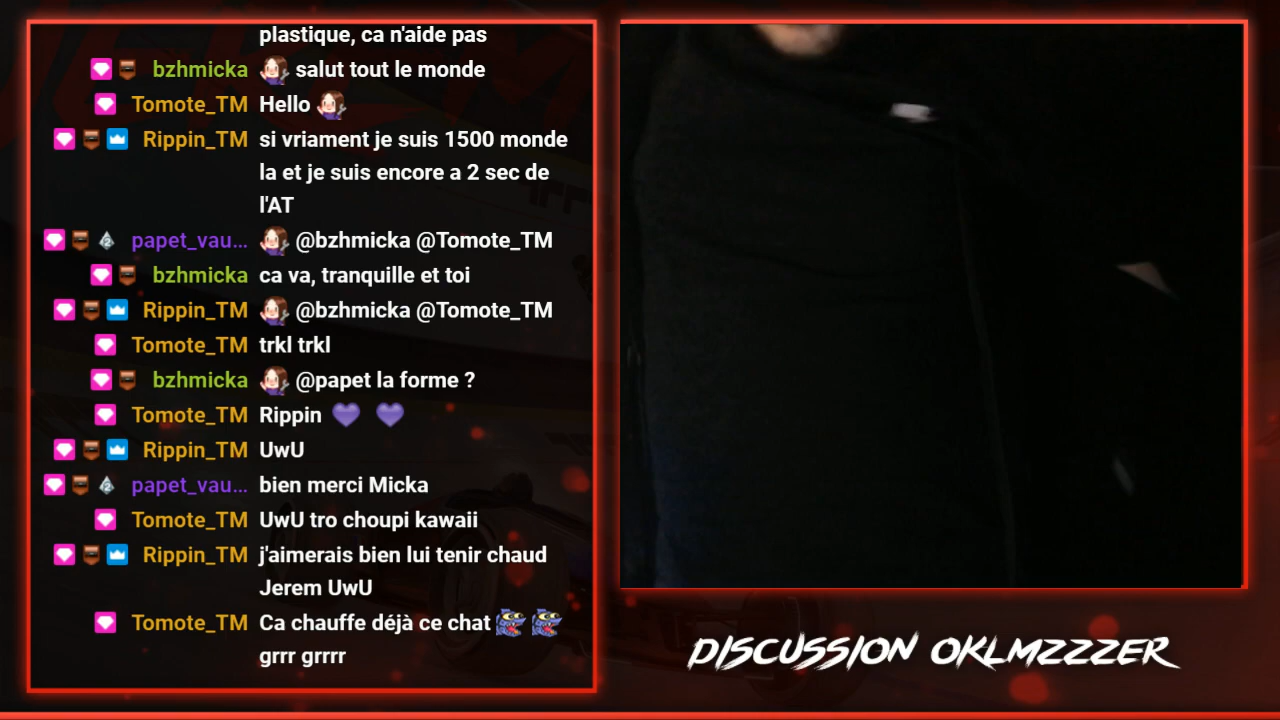 plastique, ca n'aide pas
bzhmicka salut tout le monde
Tomote_TM Hello
Rippin_TM si vriament je suis 1500 monde
la et je suis encore a 2 sec de
l'AT
papet_vau... @bzhmicka @Tomote_TM
bzhmicka ca va, tranquille et toi
Rippin_TM @bzhmicka @Tomote_TM
Tomote_TM trkl trkl
bzhmicka @papet la forme ?
Tomote_TM Rippin 💜 💜
Rippin_TM UwU
papet_vau... bien merci Micka
Tomote_TM UwU tro choupi kawaii
Rippin_TM j'aimerais bien lui tenir chaud
Jerem UwU
Tomote_TM Ca chauffe déjà ce chat
grrr grrrr
DISCUSSION OKLMZZZER